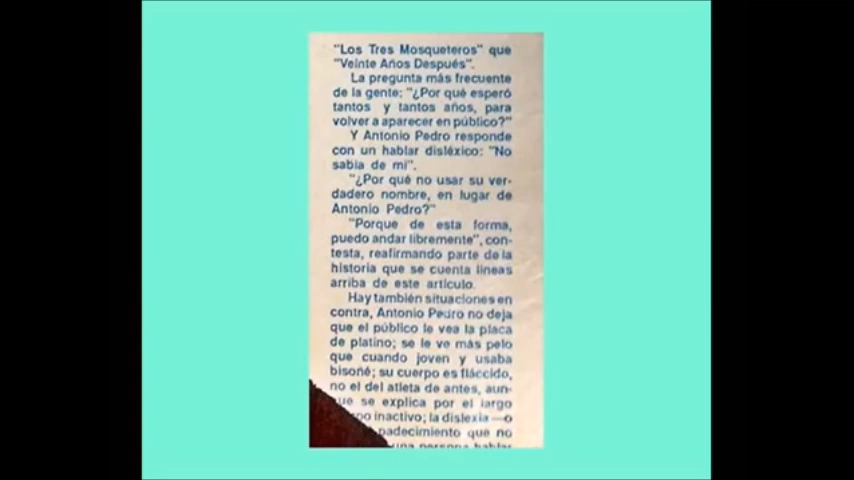 "Los Tres Mosqueteros" que
"Veinte Años Después".
La pregunta más frecuente
de la gente: "¿Por qué esperó
tantos y tantos años, para
volver a aparecer en público?"
Y Antonio Pedro responde
con un hablar disléxico: "No
sabía de mí".
"¿Por qué no usar su ver-
dadero nombre, en lugar de
Antonio Pedro?"
"Porque de esta forma,
puedo andar libremente", con-
testa, reafirmando parte de la
historia que se cuenta líneas
arriba de este artículo.
Hay también situaciones en
contra, Antonio Pedro no deja
que el público le vea la placa
de platino; se le ve más pelo
que cuando joven y usaba
bisoñé; su cuerpo es fláccido,
no el del atleta de antes, aun-
que se explica por el largo
inactivo; la dislexia —o
padecimiento que no
una persona hablar